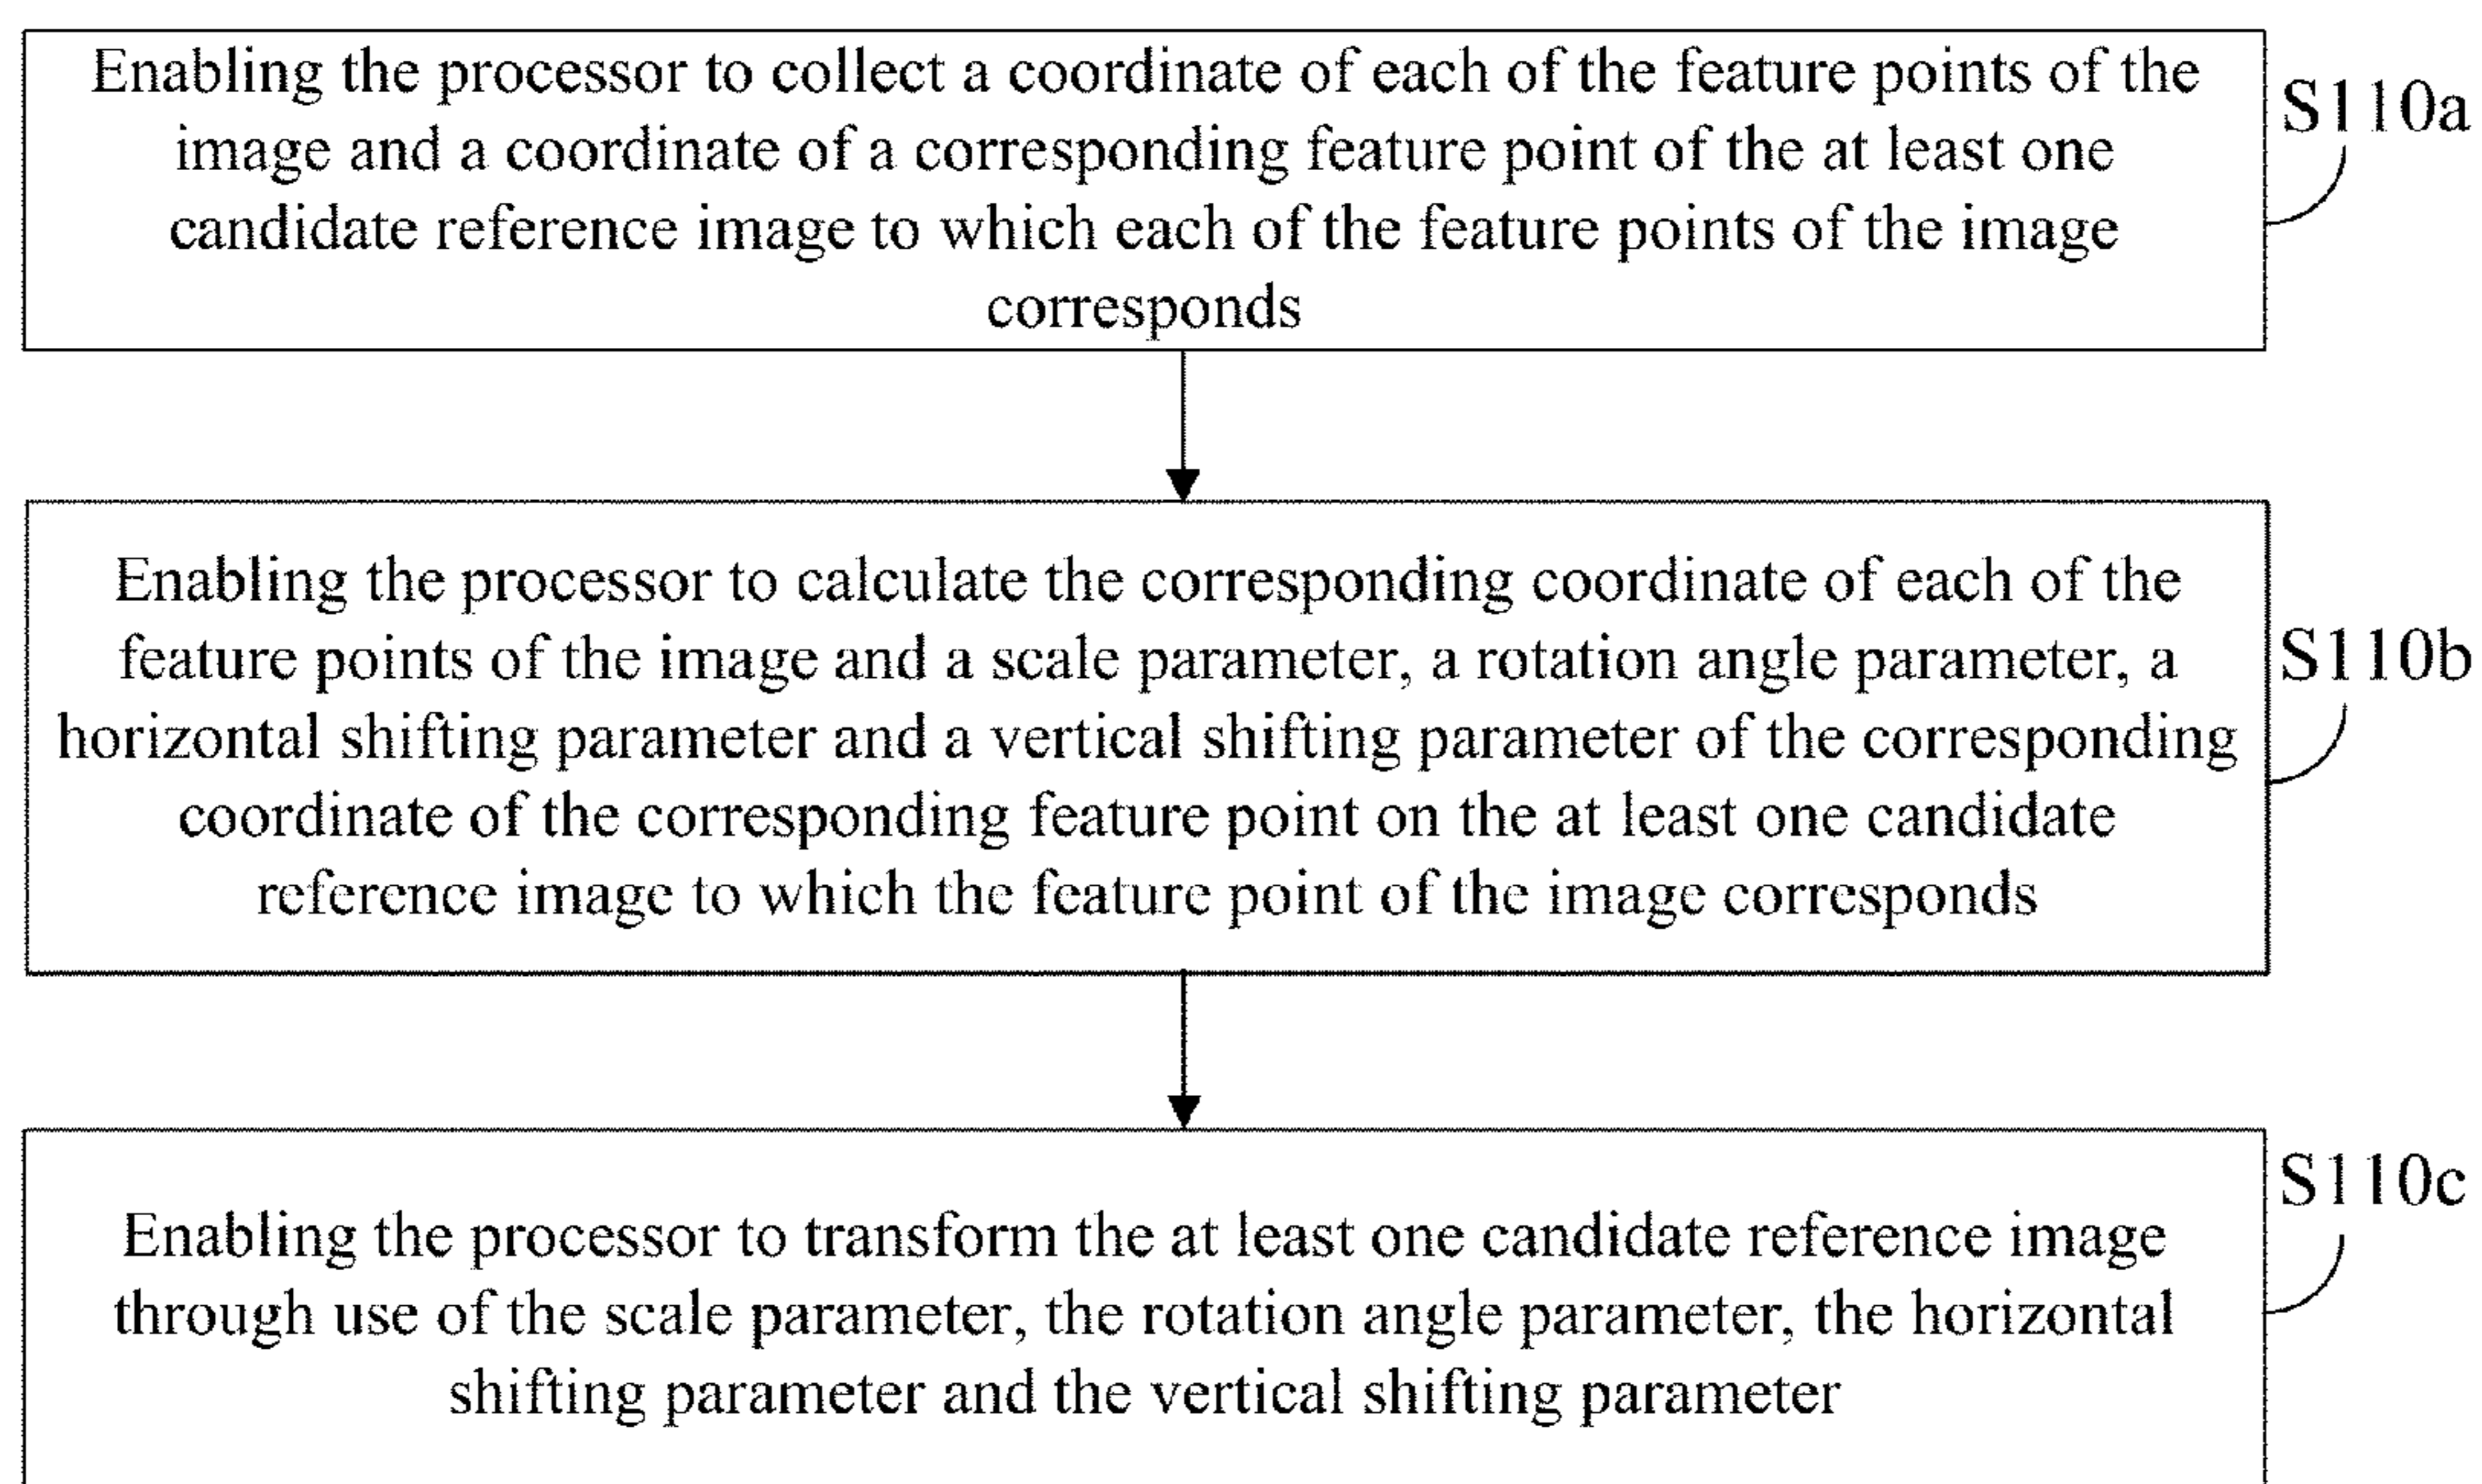 Enabling the processor to collect a coordinate of each of the feature points of the
image and a coordinate of a corresponding feature point of the at least one
candidate reference image to which each of the feature points of the image
corresponds
S110a
Enabling the processor to calculate the corresponding coordinate of each of the
feature points of the image and a scale parameter, a rotation angle parameter, a
horizontal shifting parameter and a vertical shifting parameter of the corresponding
coordinate of the corresponding feature point on the at least one candidate
reference image to which the feature point of the image corresponds
S110b
Enabling the processor to transform the at least one candidate reference image
through use of the scale parameter, the rotation angle parameter, the horizontal
shifting parameter and the vertical shifting parameter
S110c